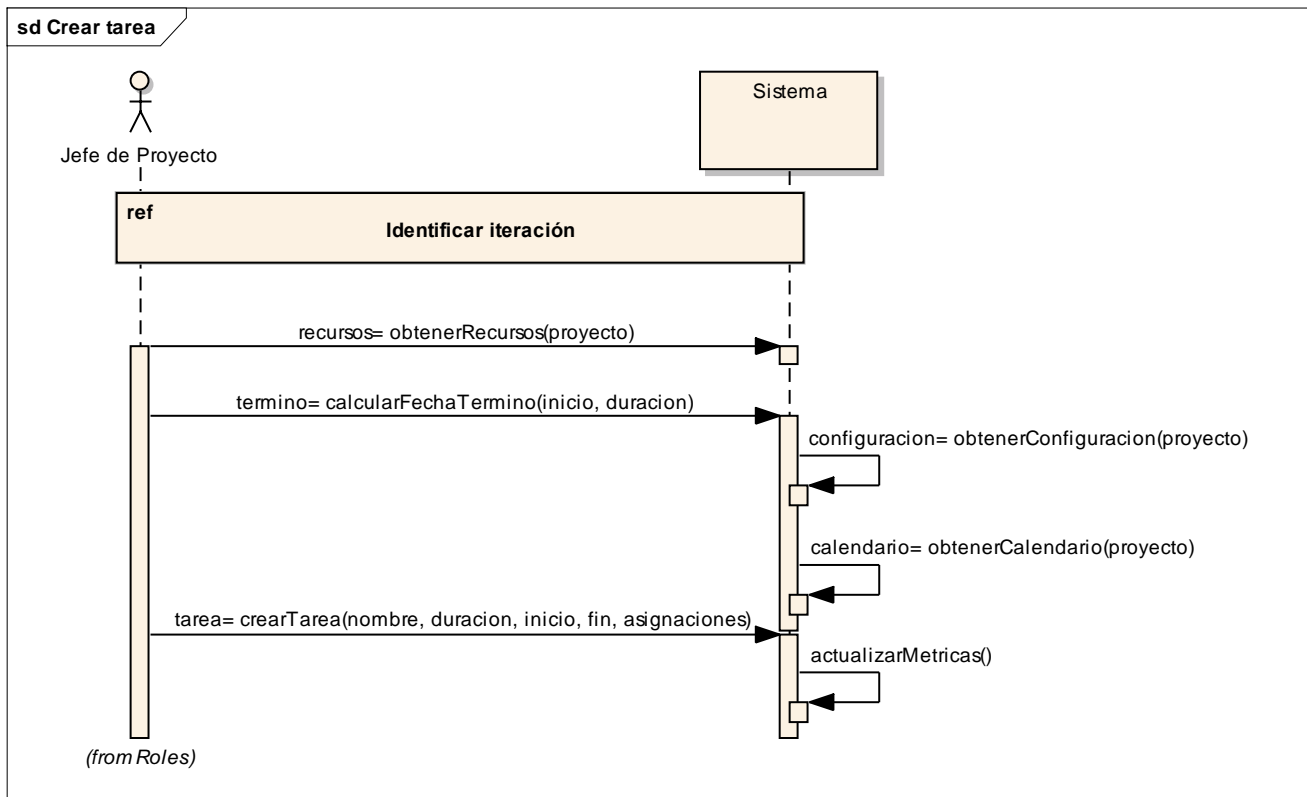 sd Crear tarea
Jefe de Proyecto
Sistema
ref
Identificar iteración
recursos= obtenerRecursos(proyecto)
termino= calcularFechaTermino(inicio, duracion)
configuracion= obtenerConfiguracion(proyecto)
calendario= obtenerCalendario(proyecto)
tarea= crearTarea(nombre, duracion, inicio, fin, asignaciones)
actualizarMetricas()
(from Roles)